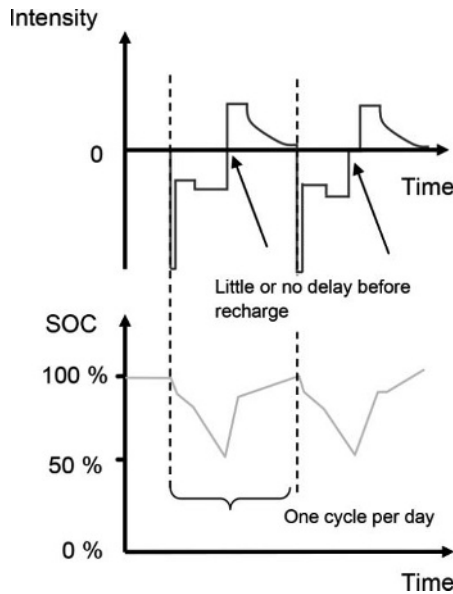 Intensity
0
Time
Little or no delay before
recharge
SOC
100 %
50 %
One cycle per day
0 %
Time